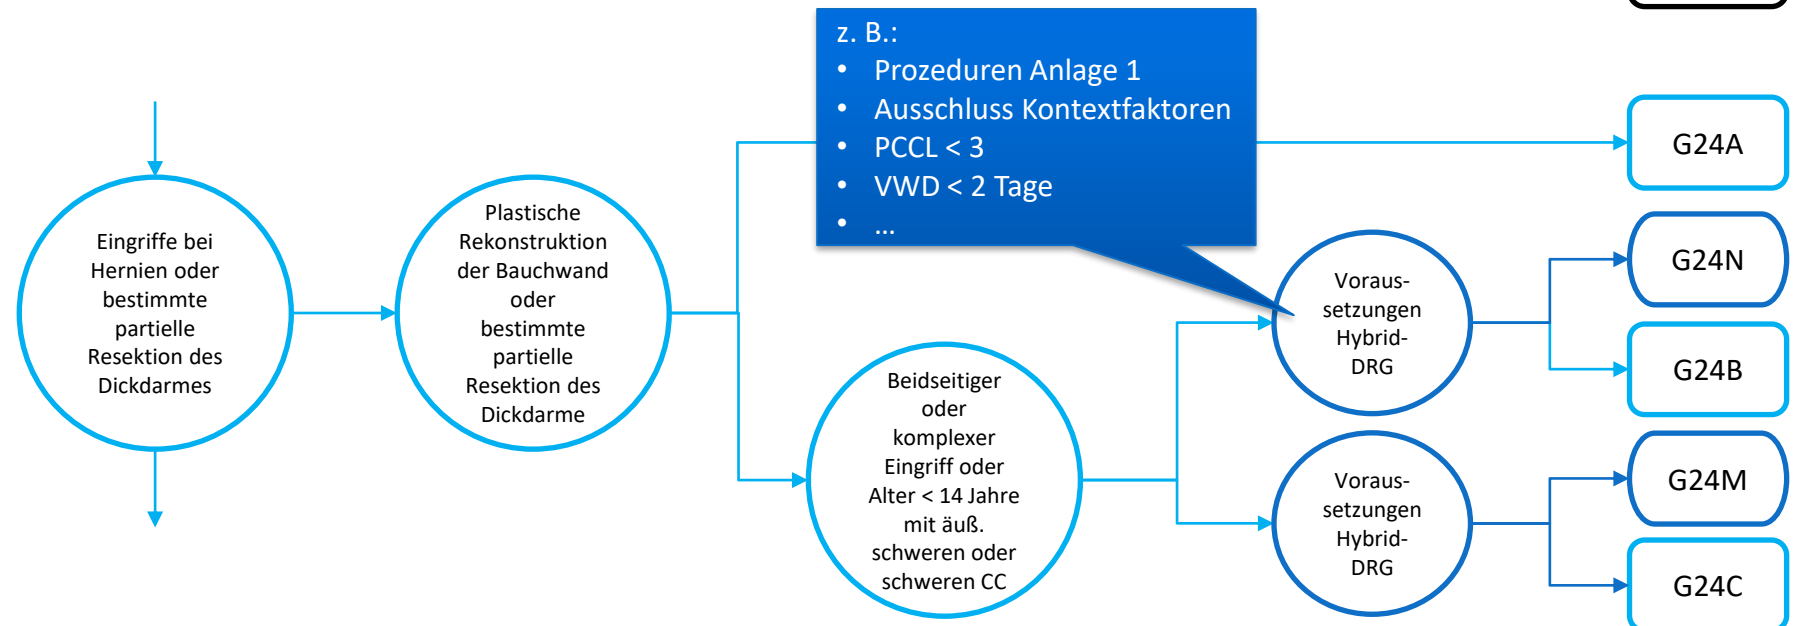 z. B.:
• Prozeduren Anlage 1
• Ausschluss Kontextfaktoren
• PCCL < 3
• VWD < 2 Tage
• ...
Eingriffe bei
Hernien oder
bestimmte
partielle
Resektion des
Dickdarmes
Plastische
Rekonstruktion
der Bauchwand
oder
bestimmte
partielle
Resektion des
Dickdarme
Beidseitiger
oder
komplexer
Eingriff oder
Alter < 14 Jahre
mit äuß.
schweren oder
schweren CC
Voraus-
setzungen
Hybrid-
DRG
Voraus-
setzungen
Hybrid-
DRG
G24A
G24N
G24B
G24M
G24C